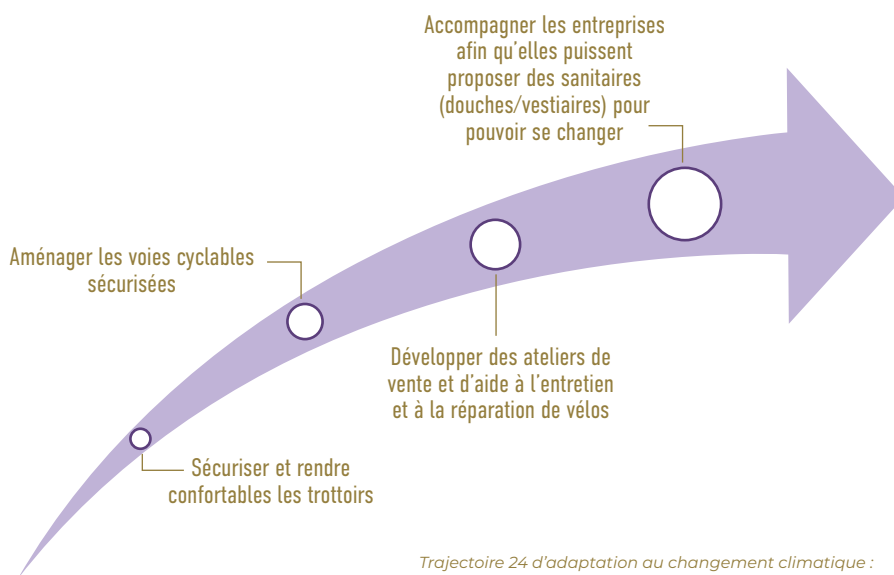 Accompagner les entreprises
afin qu'elles puissent
proposer des sanitaires
(douches/vestiaires) pour
pouvoir se changer
Aménager les voies cyclables
sécurisées
Développer des ateliers de
vente et d'aide à l'entretien
et à la réparation de vélos
Sécuriser et rendre
confortables les trottoirs
Trajectoire 24 d'adaptation au changement climatique :